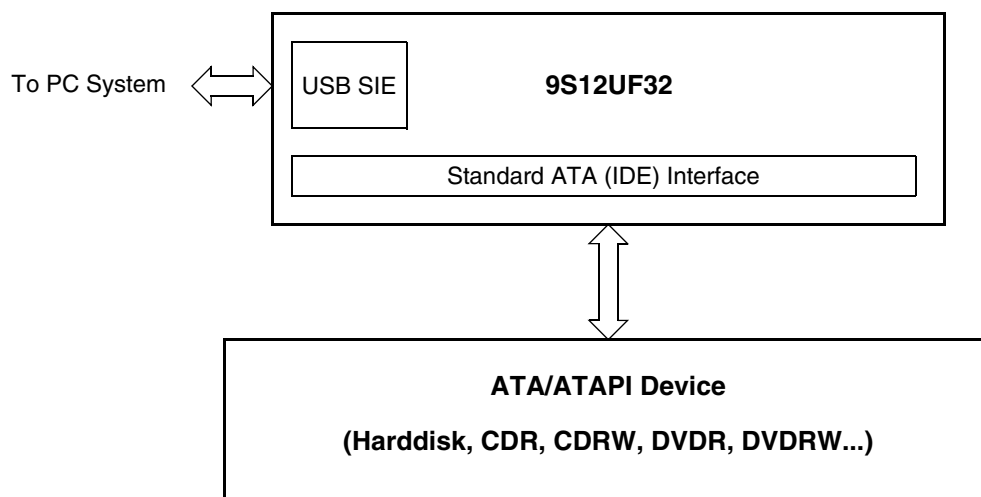 To PC System
USB SIE
9S12UF32
Standard ATA (IDE) Interface
ATA/ATAPI Device
(Harddisk, CDR, CDRW, DVDR, DVDRW...)